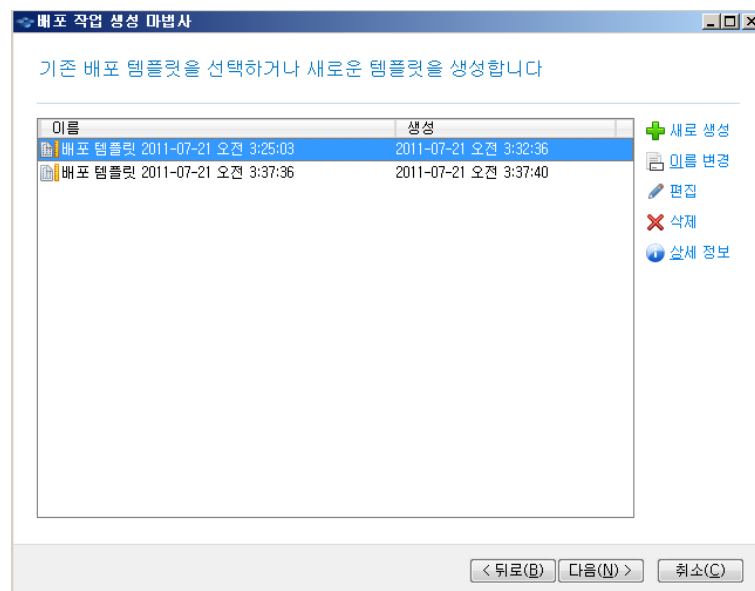 배포 작업 생성 마법사
기존 배포 템플릿을 선택하거나 새로운 템플릿을 생성합니다
이름 생성
배포 템플릿 2011-07-21 오전 3:25:03 2011-07-21 오전 3:32:36
배포 템플릿 2011-07-21 오전 3:37:36 2011-07-21 오전 3:37:40
새로 생성
이름 변경
편집
삭제
상세 정보
< 뒤로(B) 다음(N) > 취소(C)